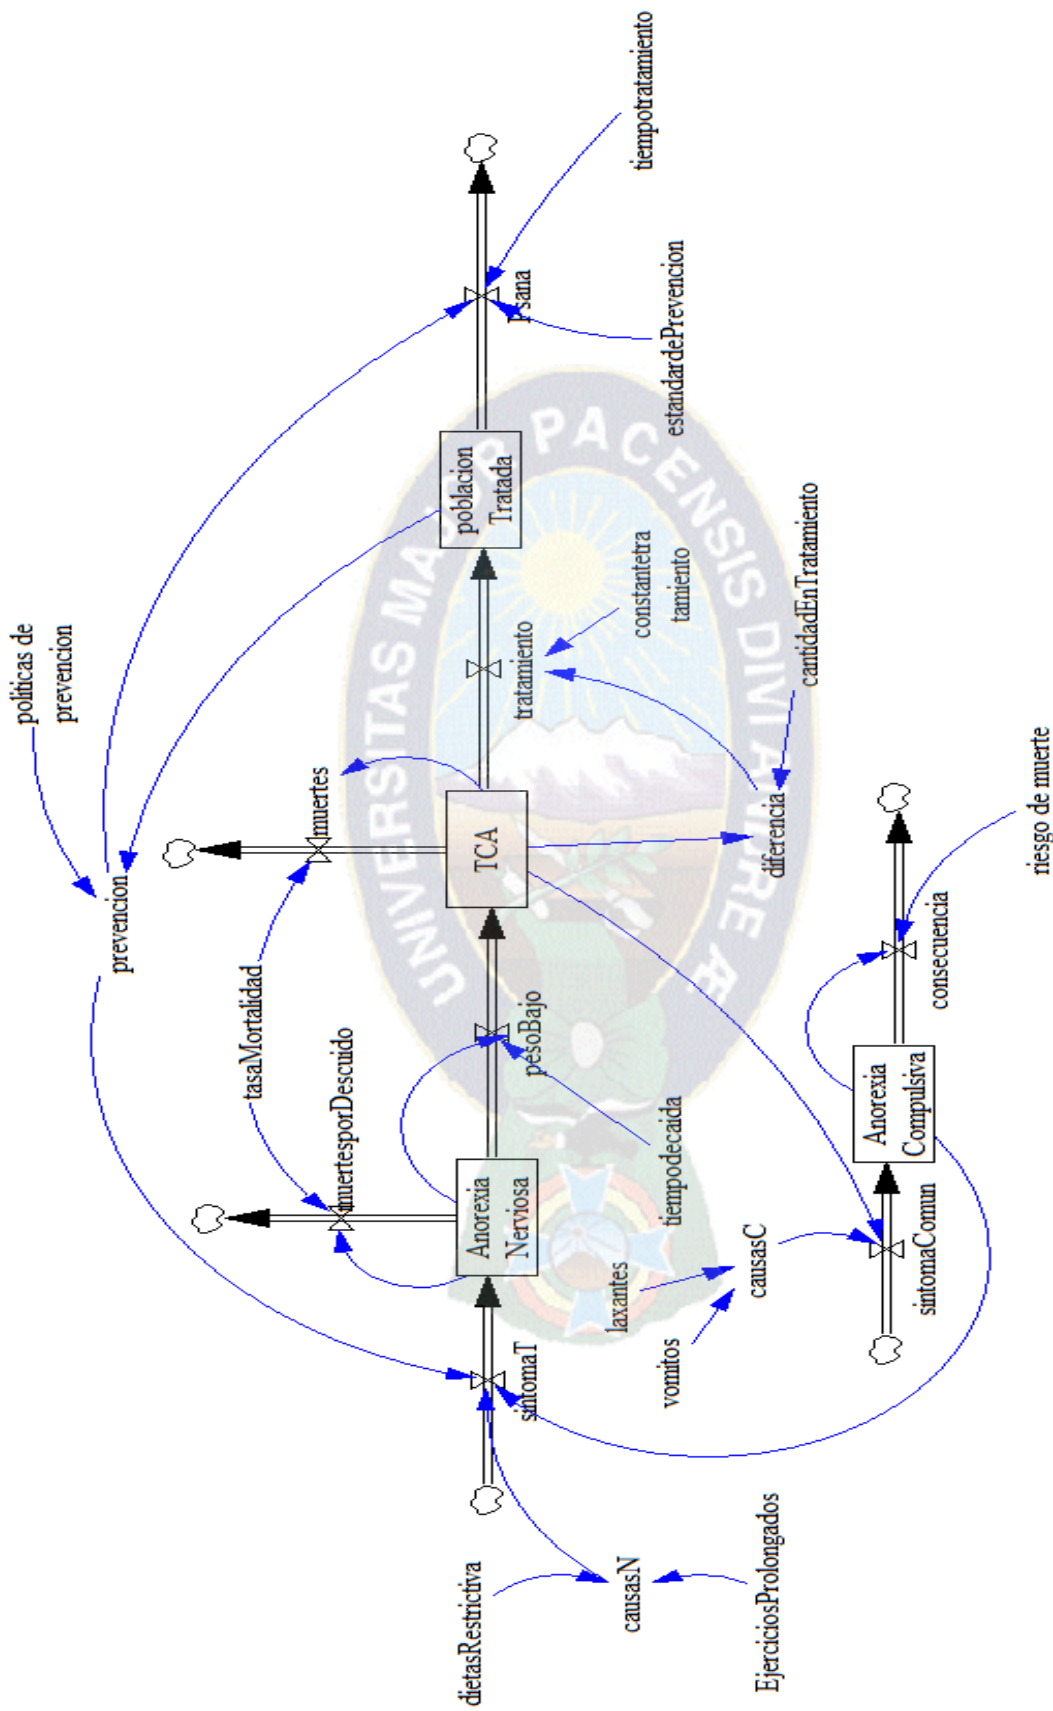 políticas de
prevencion
prevencion
tasaMortalidad
muertes
muertesporDescuido
dietasRestrictiva
sintomaT
Anorexia
Nerviosa
pesoBajo
TCA
tratamiento
poblacion
Tratada
psana
tiempotratamiento
causasN
EjerciciosProlongados
laxantes
vomitos
causasC
tiempodecaida
diferencia
constantetra
tamiento
estandardePrevencion
cantidadEnTratamiento
sintomaComun
Anorexia
Compulsiva
consecuencia
riesgo de muerte
UNIVERSITAS MAJOR PACENSIS DIVI ANDRE Æ